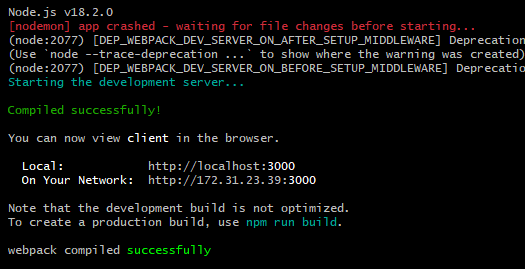 Node.js v18.2.0
[nodemon] app crashed - waiting for file changes before starting...
(node:2077) [DEP_WEBPACK_DEV_SERVER_ON_AFTER_SETUP_MIDDLEWARE] Deprecation
(Use `node --trace-deprecation ...` to show where the warning was created)
(node:2077) [DEP_WEBPACK_DEV_SERVER_ON_BEFORE_SETUP_MIDDLEWARE] Deprecatio
Starting the development server...
Compiled successfully!
You can now view client in the browser.
Local: http://localhost:3000
On Your Network: http://172.31.23.39:3000
Note that the development build is not optimized.
To create a production build, use npm run build.
webpack compiled successfully